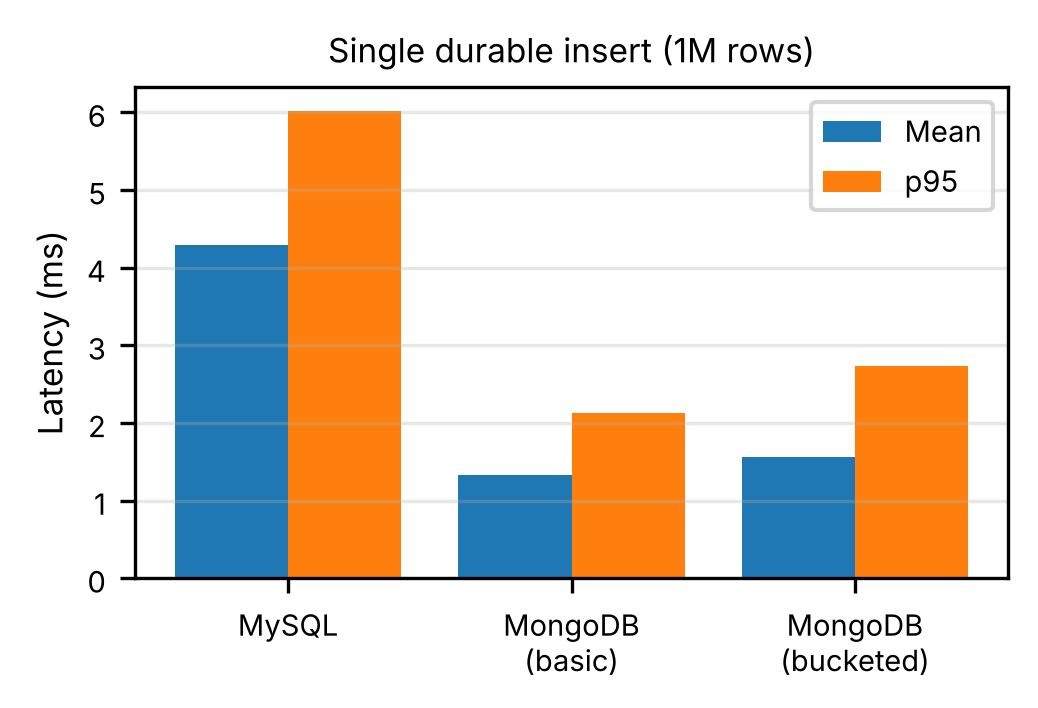 Single durable insert (1M rows)
Mean
p95
Latency (ms)
6
5
4
3
2
1
0
MySQL
MongoDB
(basic)
MongoDB
(bucketed)